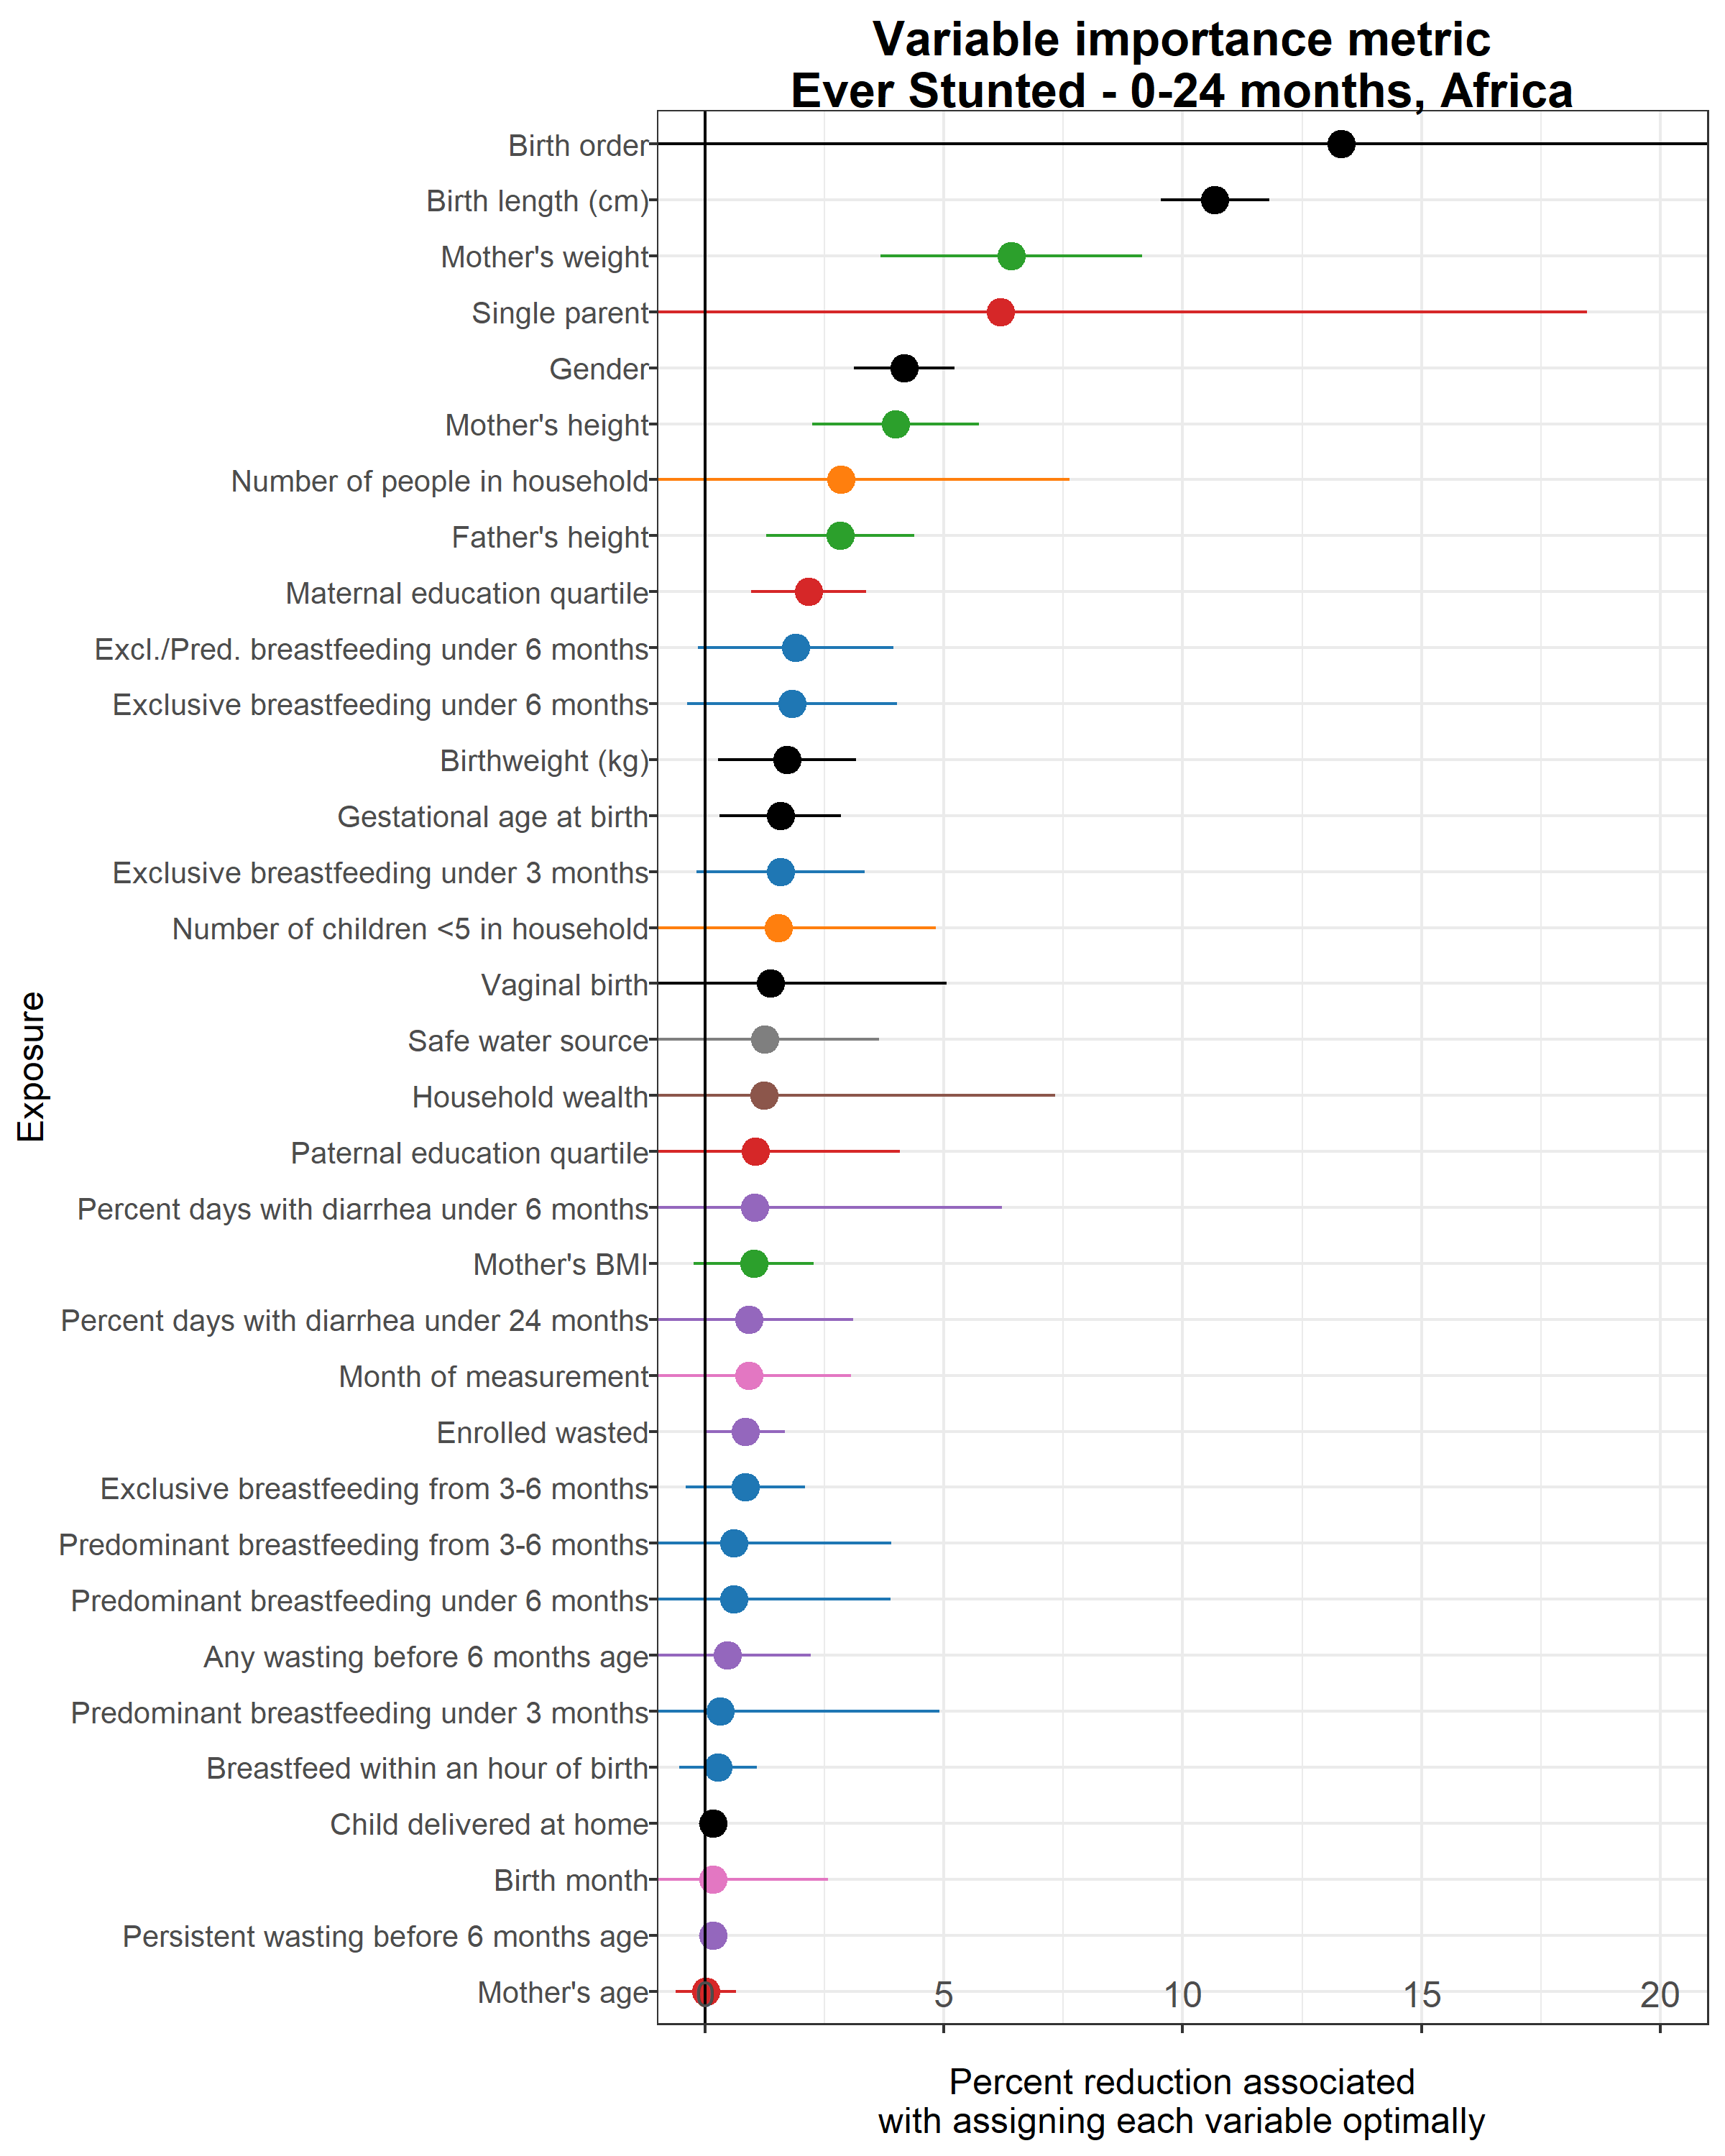 Variable importance metric
Ever Stunted - 0-24 months, Africa
Birth order
Birth length (cm)
Mother's weight
Single parent
Gender
Mother's height
Number of people in household
Father's height
Maternal education quartile
Excl./Pred. breastfeeding under 6 months
Exclusive breastfeeding under 6 months
Birthweight (kg)
Gestational age at birth
Exclusive breastfeeding under 3 months
Number of children <5 in household
Vaginal birth
Safe water source
Household wealth
Paternal education quartile
Percent days with diarrhea under 6 months
Mother's BMI
Percent days with diarrhea under 24 months
Month of measurement
Enrolled wasted
Exclusive breastfeeding from 3-6 months
Predominant breastfeeding from 3-6 months
Predominant breastfeeding under 6 months
Any wasting before 6 months age
Predominant breastfeeding under 3 months
Breastfeed within an hour of birth
Child delivered at home
Birth month
Persistent wasting before 6 months age
Mother's age
0 5 10 15 20
Exposure
Percent reduction associated
with assigning each variable optimally